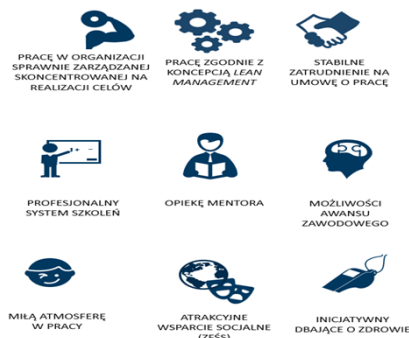 PRACĘ W ORGANIZACJI
SPRAWNIE ZARZĄDZANEJ
SKONCENTROWANEJ NA
REALIZACJI CELÓW
PRACĘ ZGODNIE Z
KONCEPCJĄ LEAN
MANAGEMENT
STABILNE
ZATRUDNIENIE NA
UMOWĘ O PRACĘ
PROFESJONALNY
SYSTEM SZKOLEŃ
OPIEKĘ MENTORA
MOŻLIWOŚCI
AWANSU
ZAWODOWEGO
MIŁĄ ATMOSFERĘ
W PRACY
ATRAKCYJNE
WSPARCIE SOCJALNE
(ZFŚS)
INICJATYWNY
DBAJĄCE O ZDROWIE